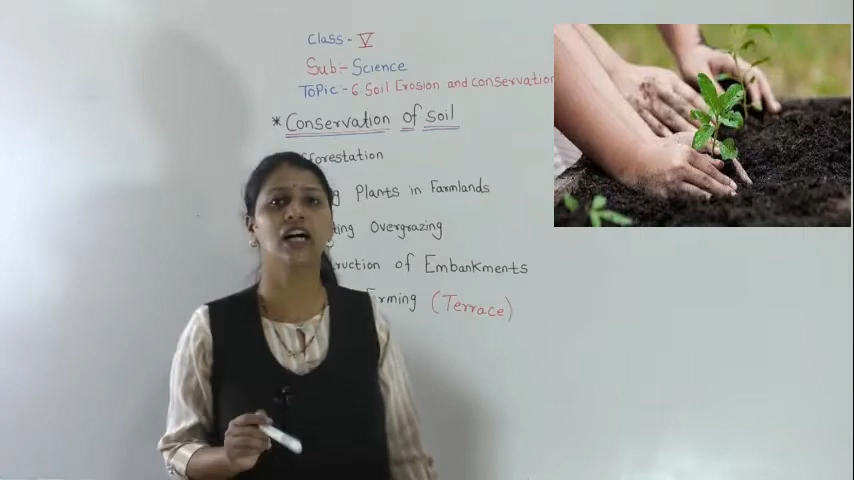 Class - V
Sub - Science
Topic - 6. Soil Erosion and conservation
* Conservation of soil
fforestation
Plants in Farmlands
ting Overgrazing
ruction of Embankments
rming (Terrace)